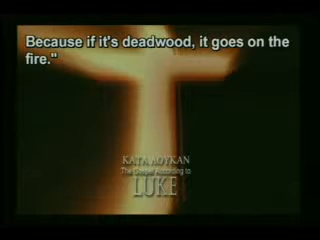 Because if it's deadwood, it goes on the
fire."
ΚΑΤΑ ΛΟΥΚΑΝ
The Gospel According to
LUKE